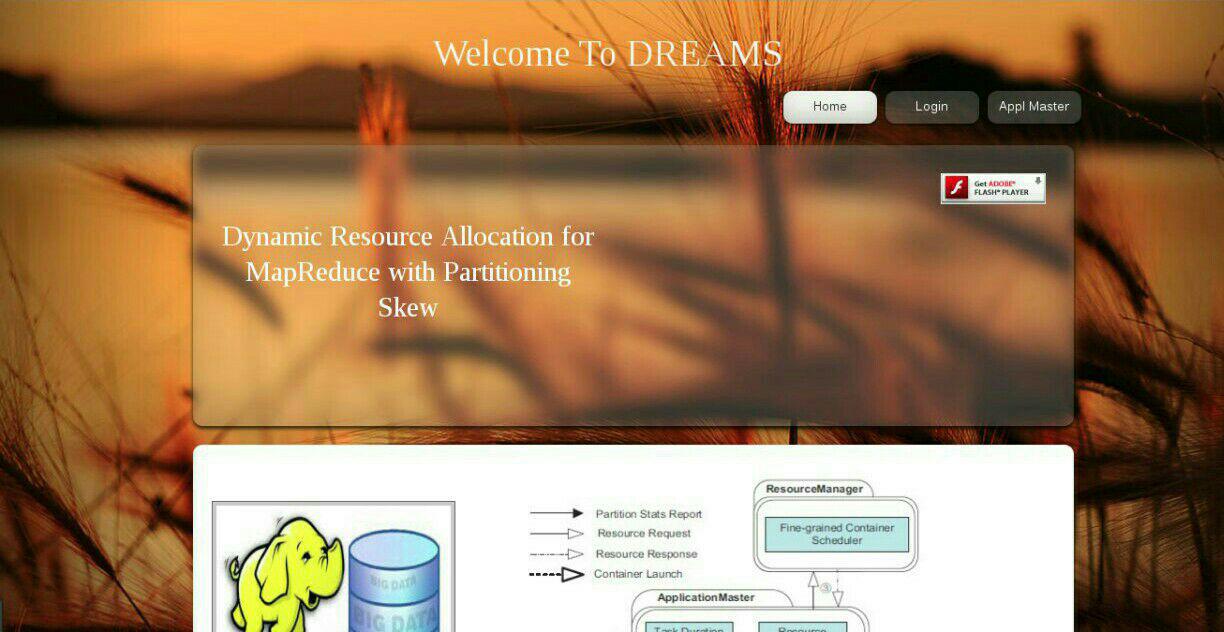 Welcome To DREAMS
Home
Login
Appl Master
Get ADOBE®
FLASH® PLAYER
Dynamic Resource Allocation for
MapReduce with Partitioning
Skew
BIG DATA
BIG DATA
Partition Stats Report
Resource Request
Resource Response
Container Launch
ResourceManager
Fine-grained Container
Scheduler
③
ApplicationMaster
Task Duration
Resource